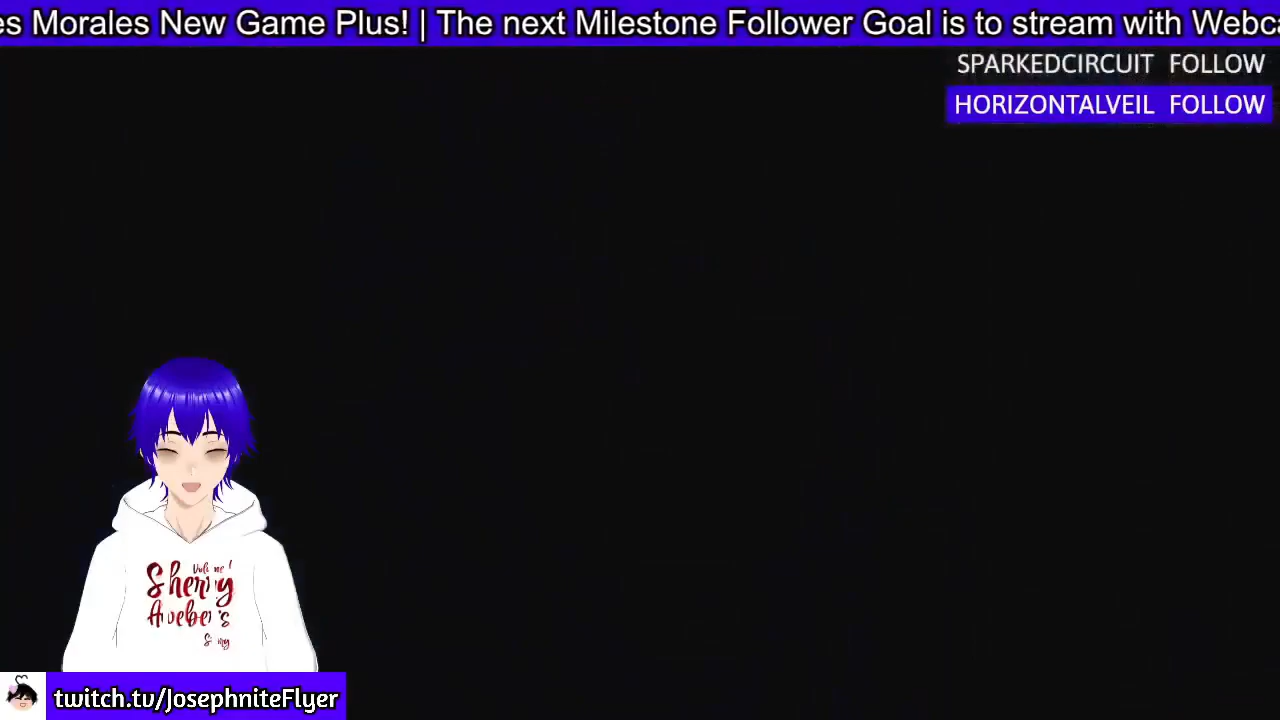 es Morales New Game Plus! | The next Milestone Follower Goal is to stream with Webca
SPARKEDCIRCUIT FOLLOW
HORIZONTALVEIL FOLLOW
Sherry
twitch.tv/JosephniteFlyer